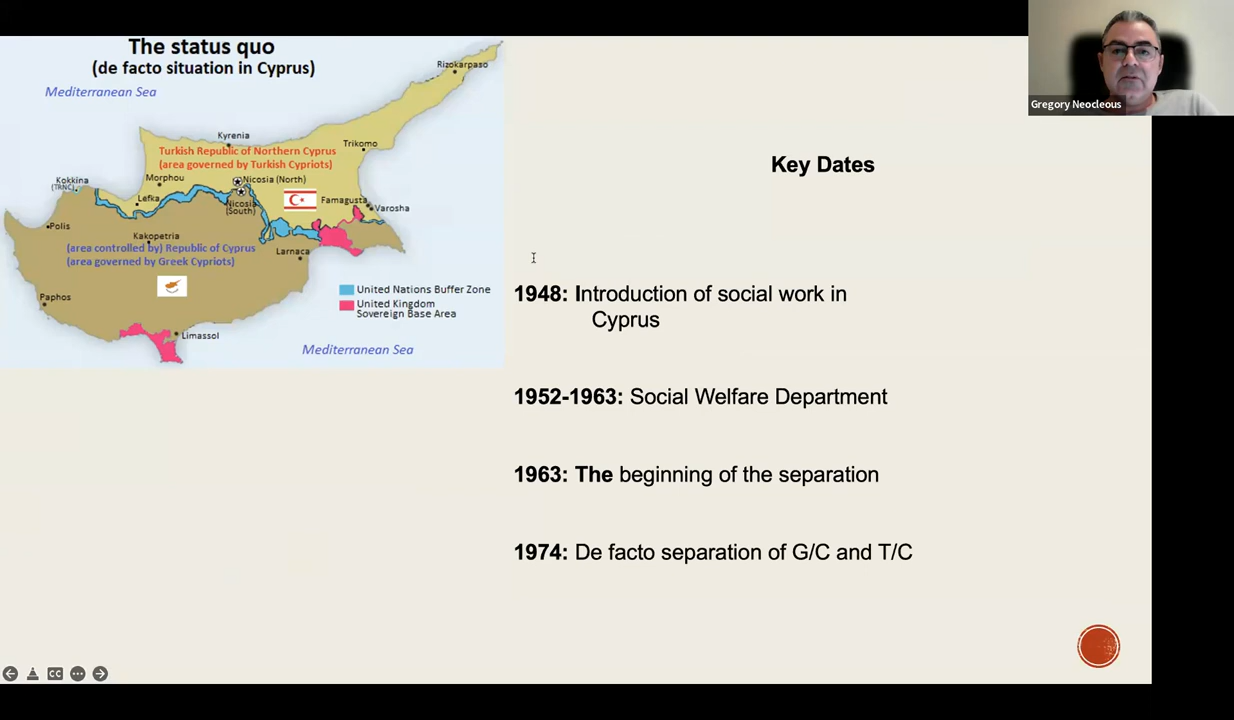 The status quo
(de facto situation in Cyprus)
Mediterranean Sea
Rizokarpaso
Kyrenia
Trikomo
Turkish Republic of Northern Cyprus
(area governed by Turkish Cypriots)
Kokkina
(TRNC)
Morphou
Nicosia (North)
Lefka
Nicosia
(South)
Famagusta
Varosha
Polis
Kakopetria
(area controlled by) Republic of Cyprus
(area governed by Greek Cypriots)
Larnaca
Paphos
United Nations Buffer Zone
United Kingdom
Sovereign Base Area
Limassol
Mediterranean Sea
Gregory Neocleous
Key Dates
1948: Introduction of social work in
Cyprus
1952-1963: Social Welfare Department
1963: The beginning of the separation
1974: De facto separation of G/C and T/C
CC